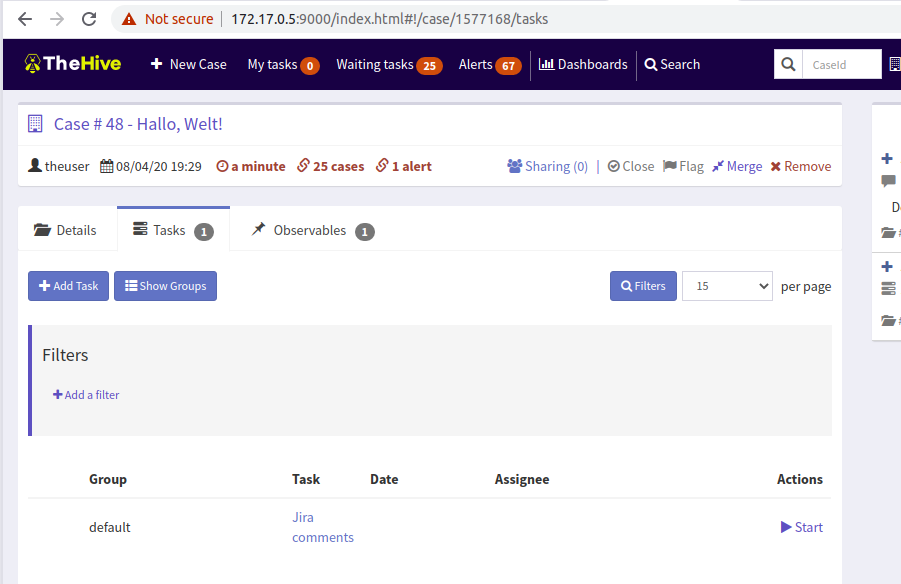 Not secure | 172.17.0.5:9000/index.html#!/case/1577168/tasks
TheHive New Case My tasks 0 Waiting tasks 25 Alerts 67 Dashboards Search CaseId
Case # 48 - Hallo, Welt!
theuser 08/04/20 19:29 a minute 25 cases 1 alert Sharing (0) | Close Flag Merge Remove
Details Tasks 1 Observables 1
Add Task Show Groups Filters 15 per page
Filters
Add a filter
Group Task Date Assignee Actions
default Jira comments Start